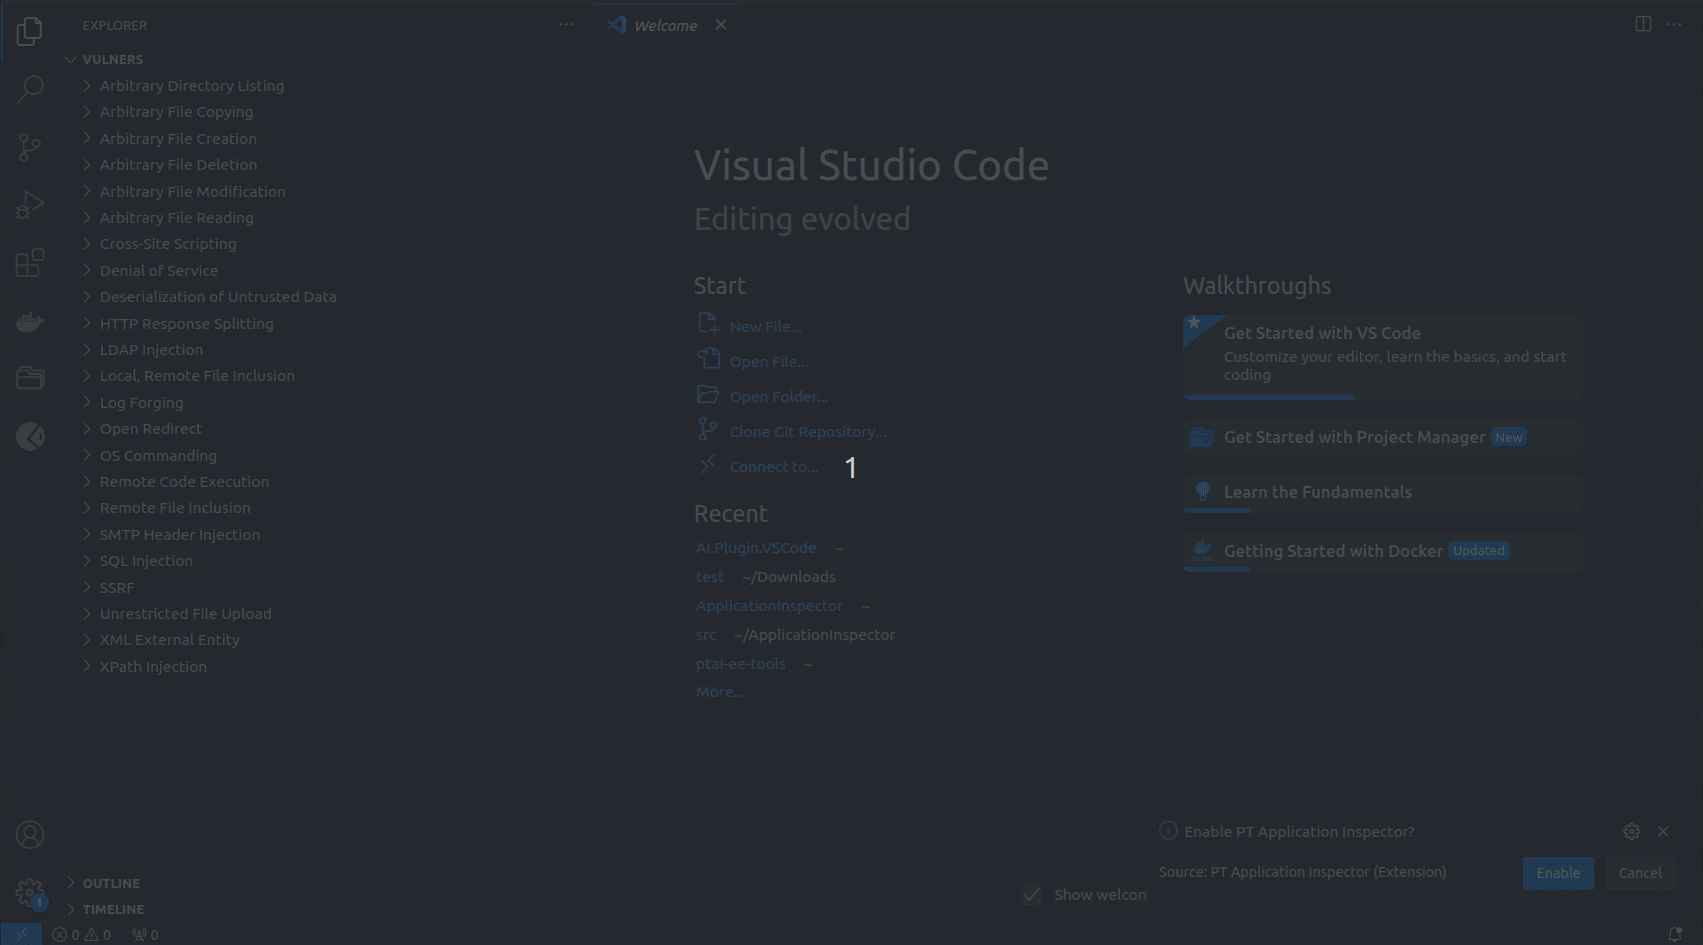 EXPLORER
VULNERS
Arbitrary Directory Listing
Arbitrary File Copying
Arbitrary File Creation
Arbitrary File Deletion
Arbitrary File Modification
Arbitrary File Reading
Cross-Site Scripting
Denial of Service
Deserialization of Untrusted Data
HTTP Response Splitting
LDAP Injection
Local, Remote File Inclusion
Log Forging
Open Redirect
OS Commanding
Remote Code Execution
Remote File Inclusion
SMTP Header Injection
SQL Injection
SSRF
Unrestricted File Upload
XML External Entity
XPath Injection
OUTLINE
TIMELINE
1
0 0 0
Welcome
Visual Studio Code
Editing evolved
Start
New File...
Open File...
Open Folder...
Clone Git Repository...
Connect to...
1
Recent
AI.Plugin.VSCode ~
test ~/Downloads
ApplicationInspector ~
src ~/ApplicationInspector
ptai-ee-tools ~
More...
Walkthroughs
Get Started with VS Code
Customize your editor, learn the basics, and start
coding
Get Started with Project Manager New
Learn the Fundamentals
Getting Started with Docker Updated
Show welcom
Enable PT Application Inspector?
Source: PT Application Inspector (Extension)
Enable Cancel